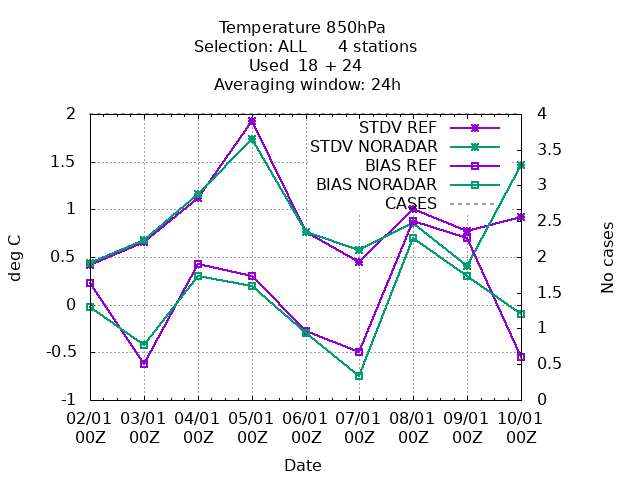 Temperature 850hPa
Selection: ALL      4 stations
Used  18 + 24
Averaging window: 24h
STDV REF
STDV NORADAR
BIAS REF
BIAS NORADAR
CASES
2
1.5
1
0.5
0
-0.5
-1
deg C
4
3.5
3
2.5
2
1.5
1
0.5
0
No cases
02/01 03/01 04/01 05/01 06/01 07/01 08/01 09/01 10/01
00Z 00Z 00Z 00Z 00Z 00Z 00Z 00Z 00Z
Date